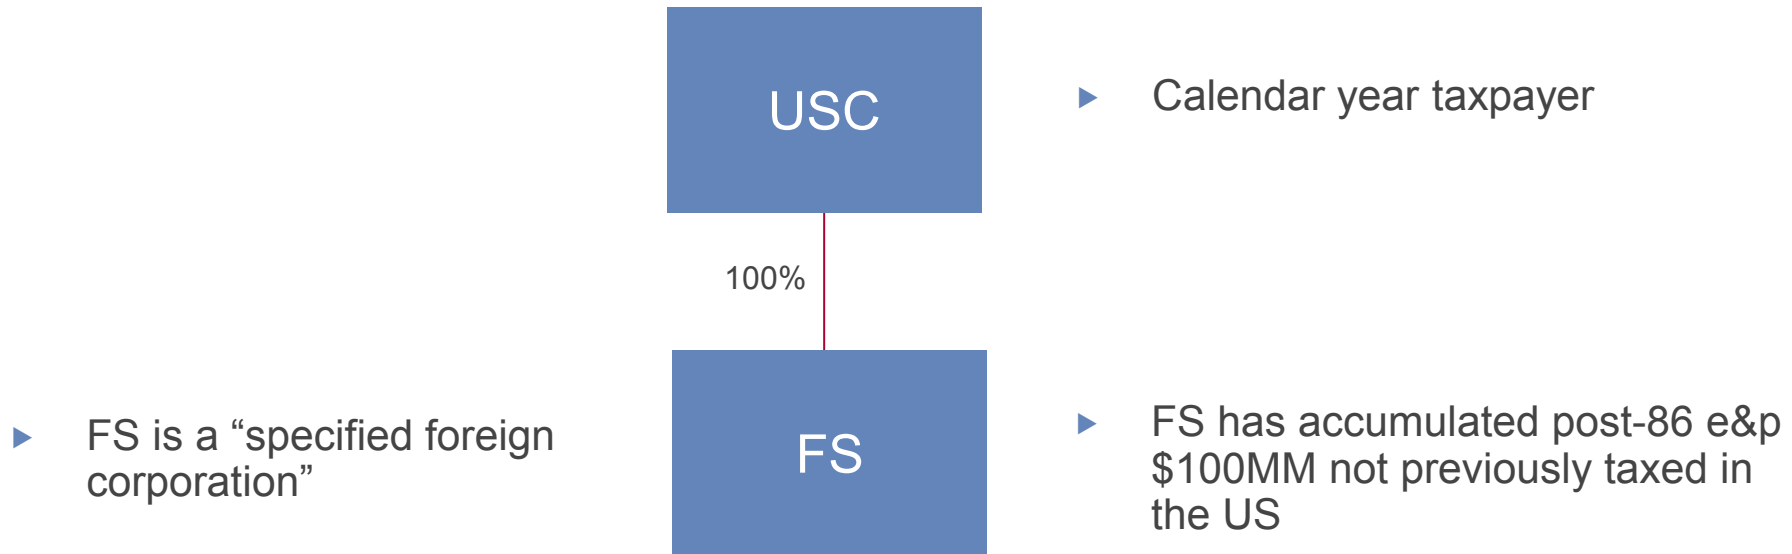 USC
Calendar year taxpayer
100%
FS is a “specified foreign
corporation”
FS
FS has accumulated post-86 e&p
$100MM not previously taxed in
the US